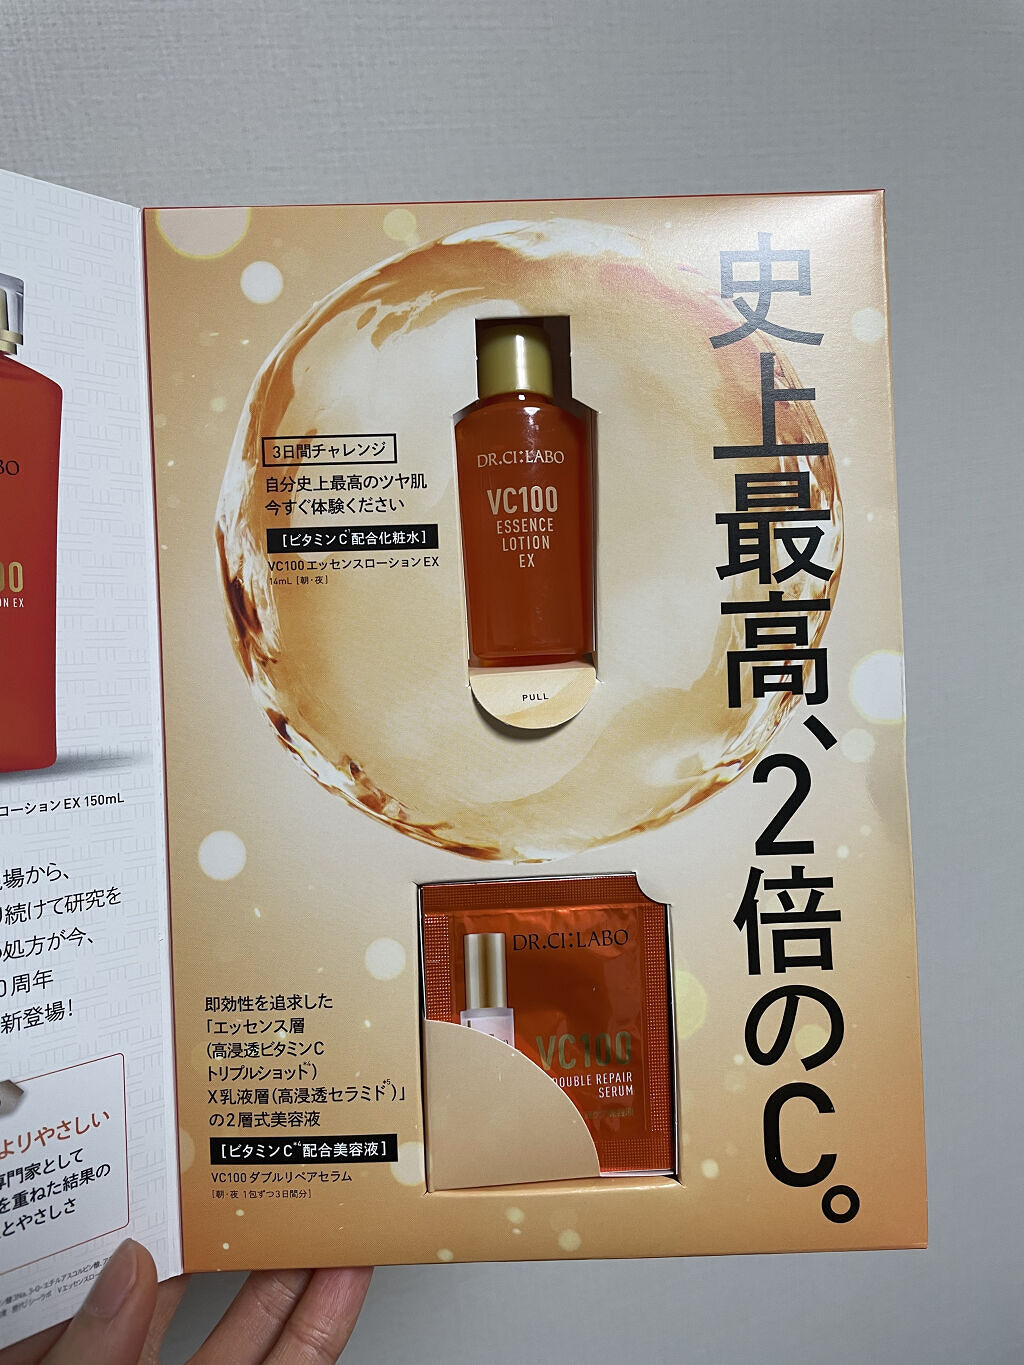 史上最高、2倍のC。
3日間チャレンジ
自分史上最高のツヤ肌
今すぐ体験ください
[ビタミンC*配合化粧水]
VC100エッセンスローションEX
14mL [朝・夜]
DR.CI:LABO
VC100
ESSENCE
LOTION
EX
PULL
DR.CI:LABO
VC100
DOUBLE REPAIR
SERUM
即効性を追求した
「エッセンス層
(高浸透ビタミンC
トリプルショット*4)
X乳液層(高浸透セラミド*5)」
の2層式美容液
[ビタミンC*4配合美容液]
VC100ダブルリペアセラム
[朝・夜 1包ずつ3日間分]
BO
00
ON EX
ローションEX 150mL
場から、
続けて研究を
処方が今、
0周年
新登場!
よりやさしい
専門家として
を重ねた結果の
とやさしさ